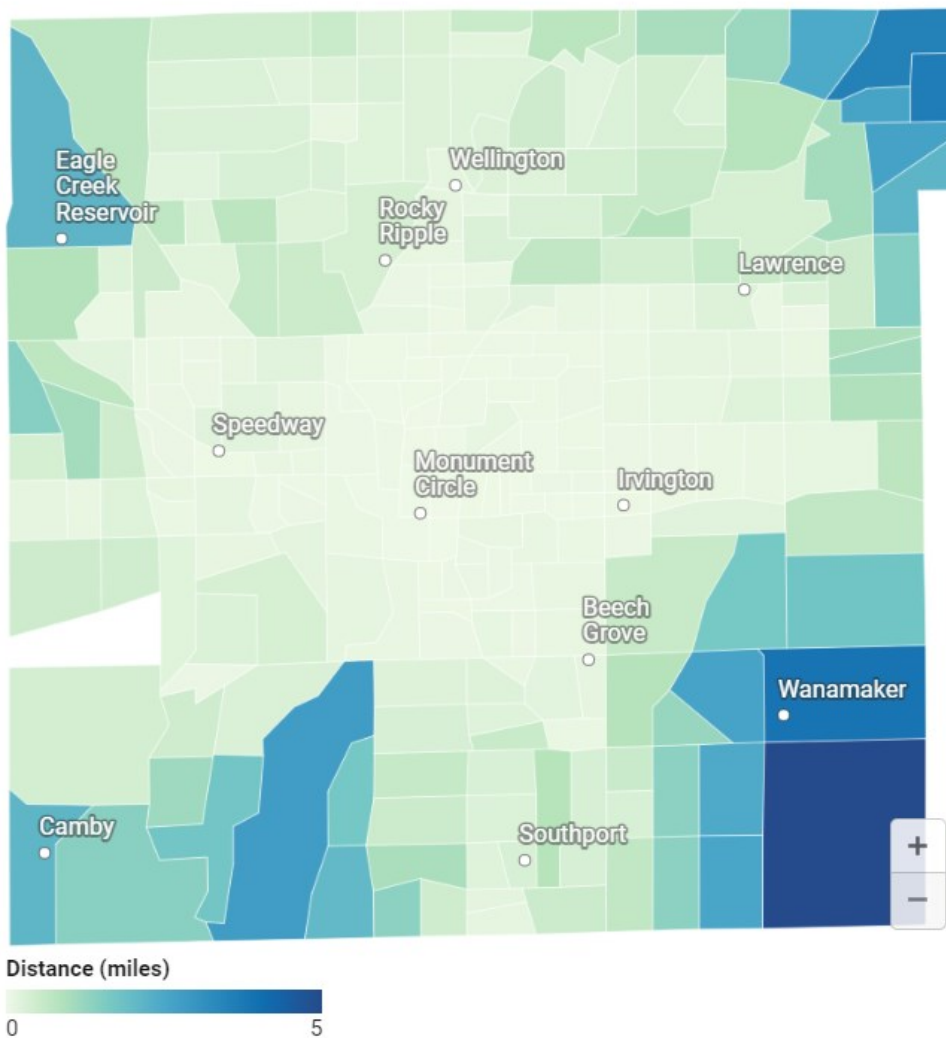 Eagle
Creek
Reservoir
Wellington
Rocky
Ripple
Lawrence
Speedway
Monument
Circle
Irvington
Beech
Grove
Wanamaker
Camby
Southport
+
−
Distance (miles)
0 5